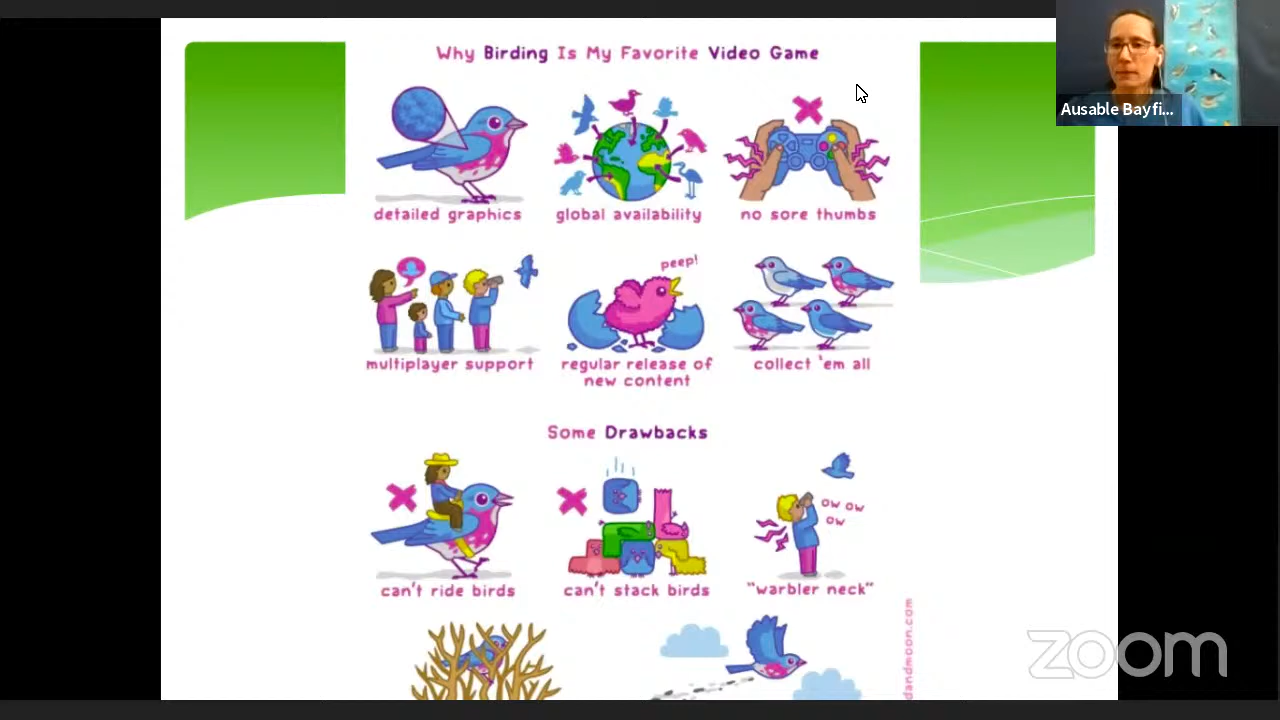 Why Birding Is My Favorite Video Game
Ausable Bayfi...
detailed graphics
global availability
no sore thumbs
peep!
multiplayer support
regular release of
new content
collect 'em all
Some Drawbacks
ow ow
ow
can't ride birds
can't stack birds
"warbler neck"
dandmoon.com
zoom